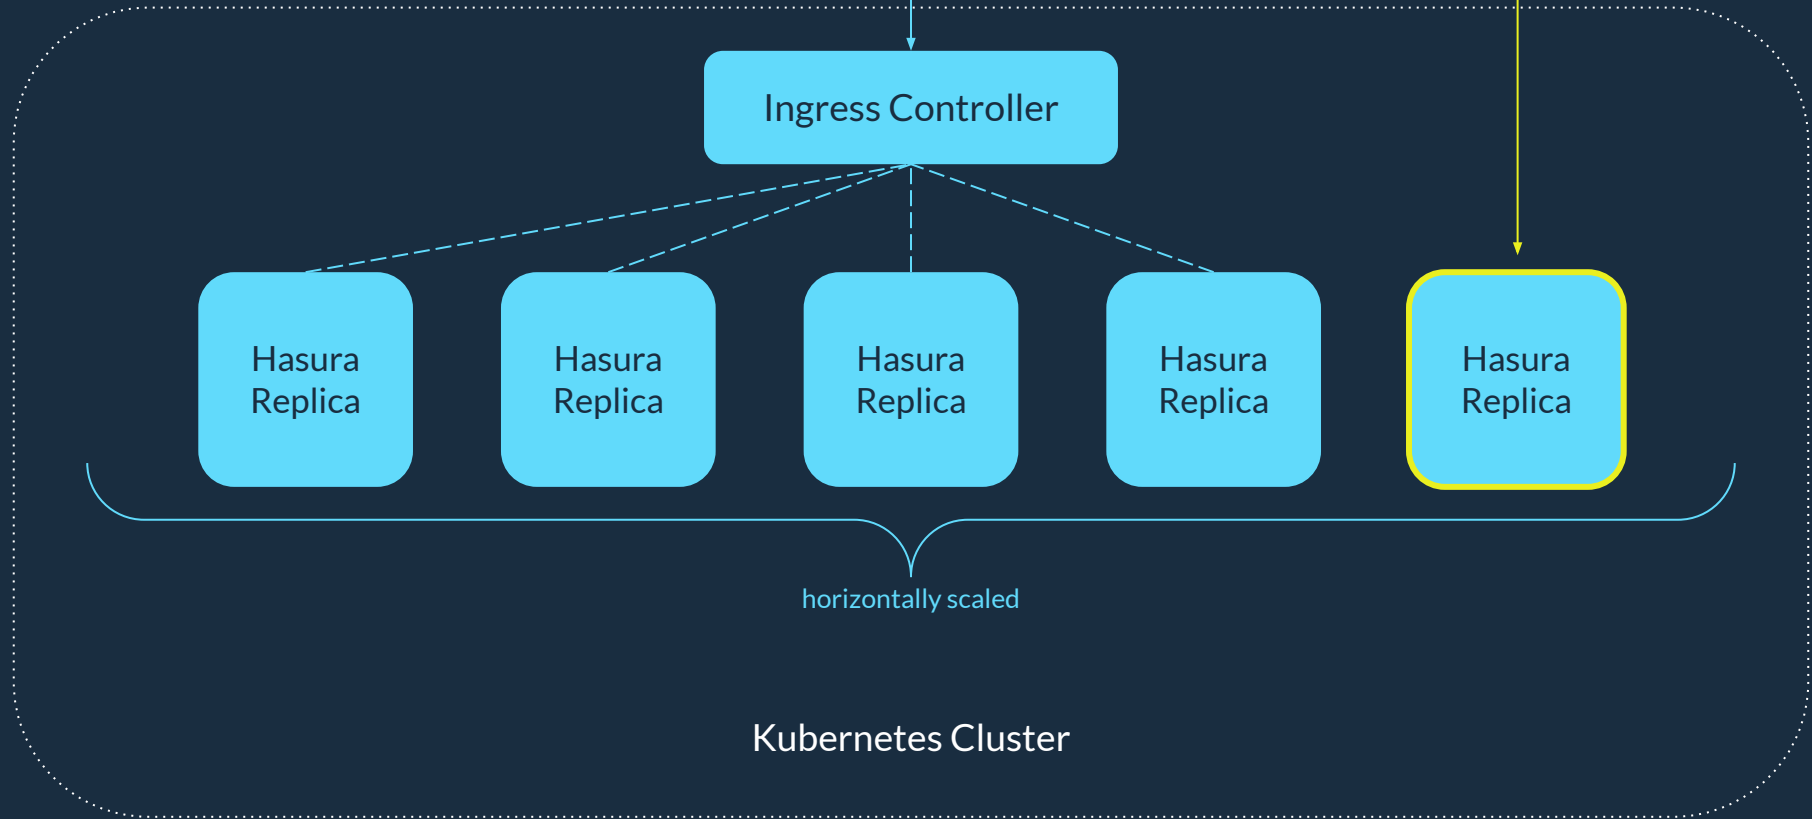 Ingress Controller
Hasura
Replica
Hasura
Replica
Hasura
Replica
Hasura
Replica
Hasura
Replica
horizontally scaled
Kubernetes Cluster